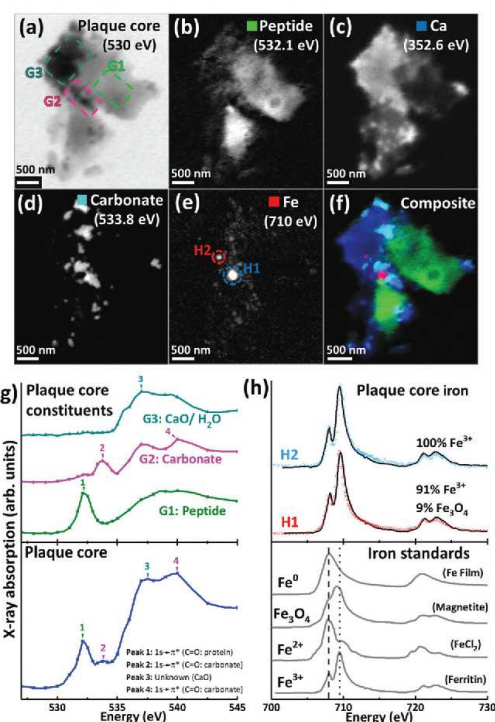 (a)
Plaque core
(530 eV)
G3
G1
G2
500 nm
(b)
Peptide
(532.1 eV)
500 nm
(c)
Ca
(352.6 eV)
500 nm
(d)
Carbonate
(533.8 eV)
500 nm
(e)
Fe
(710 eV)
H2
H1
500 nm
(f)
Composite
500 nm
g)
Plaque core
constituents
3
G3: CaO/ H₂O
2
4
G2: Carbonate
1
G1: Peptide
Plaque core
3
4
1
2
Peak 1: 1s→π* (C=O: protein)
Peak 2: 1s→π* (C=O: carbonate)
Peak 3: Unknown (CaO)
Peak 4: 1s→π* (C=O: carbonate)
X-ray absorption (arb. units)
530 535 540 545
Energy (eV)
(h)
Plaque core iron
H2
100% Fe³⁺
91% Fe³⁺
9% Fe₃O₄
H1
Iron standards
Fe⁰
(Fe Film)
Fe₃O₄
(Magnetite)
Fe²⁺
(FeCl₂)
Fe³⁺
(Ferritin)
700 710 720 730
Energy (eV)